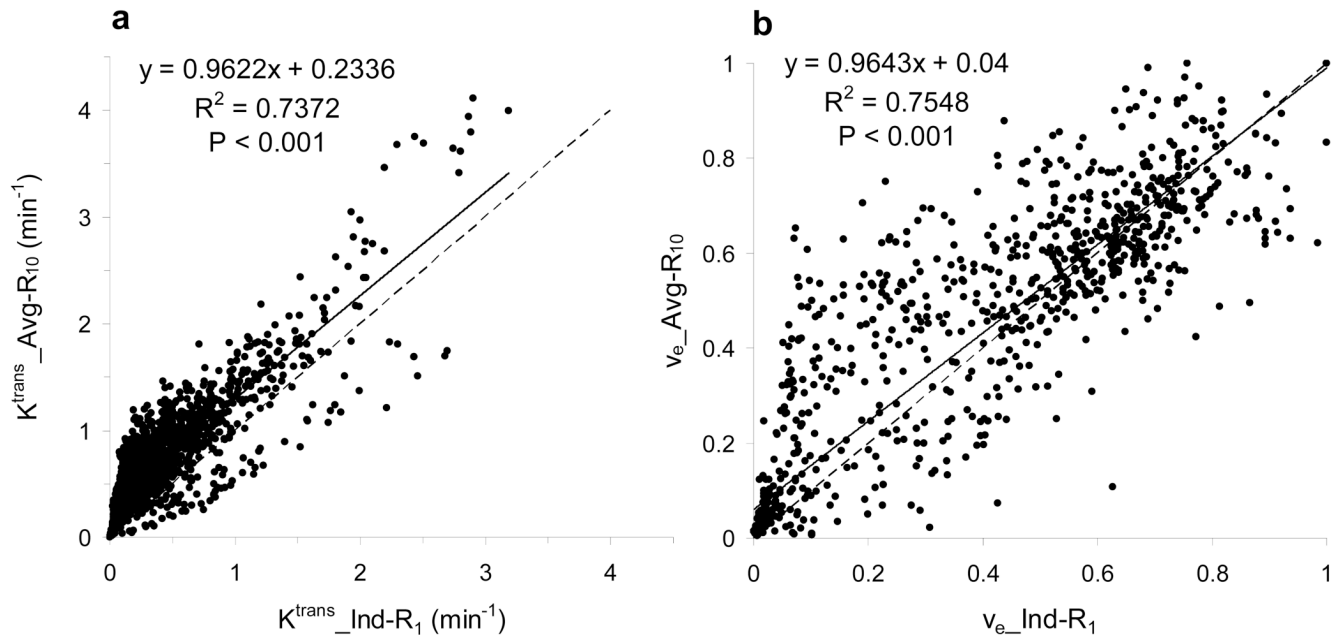 a
y = 0.9622x + 0.2336
R² = 0.7372
P < 0.001
4
3
2
1
0
K^trans_Avg-R₁₀ (min⁻¹)
0 1 2 3 4
K^trans_Ind-R₁ (min⁻¹)
b
y = 0.9643x + 0.04
R² = 0.7548
P < 0.001
1
0.8
0.6
0.4
0.2
0
vₑ_Avg-R₁₀
0 0.2 0.4 0.6 0.8 1
vₑ_Ind-R₁